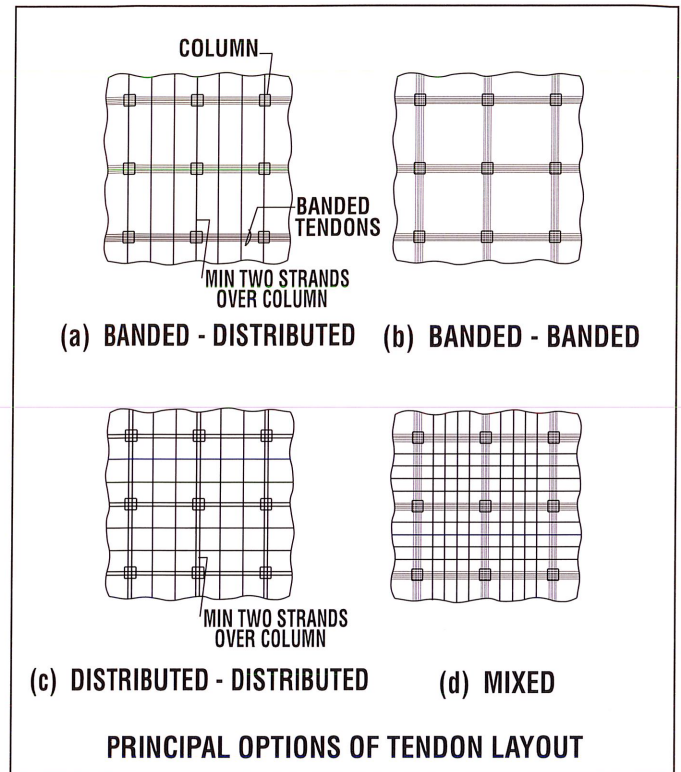 COLUMN
BANDED
TENDONS
MIN TWO STRANDS
OVER COLUMN
(a) BANDED - DISTRIBUTED
(b) BANDED - BANDED
MIN TWO STRANDS
OVER COLUMN
(c) DISTRIBUTED - DISTRIBUTED
(d) MIXED
PRINCIPAL OPTIONS OF TENDON LAYOUT